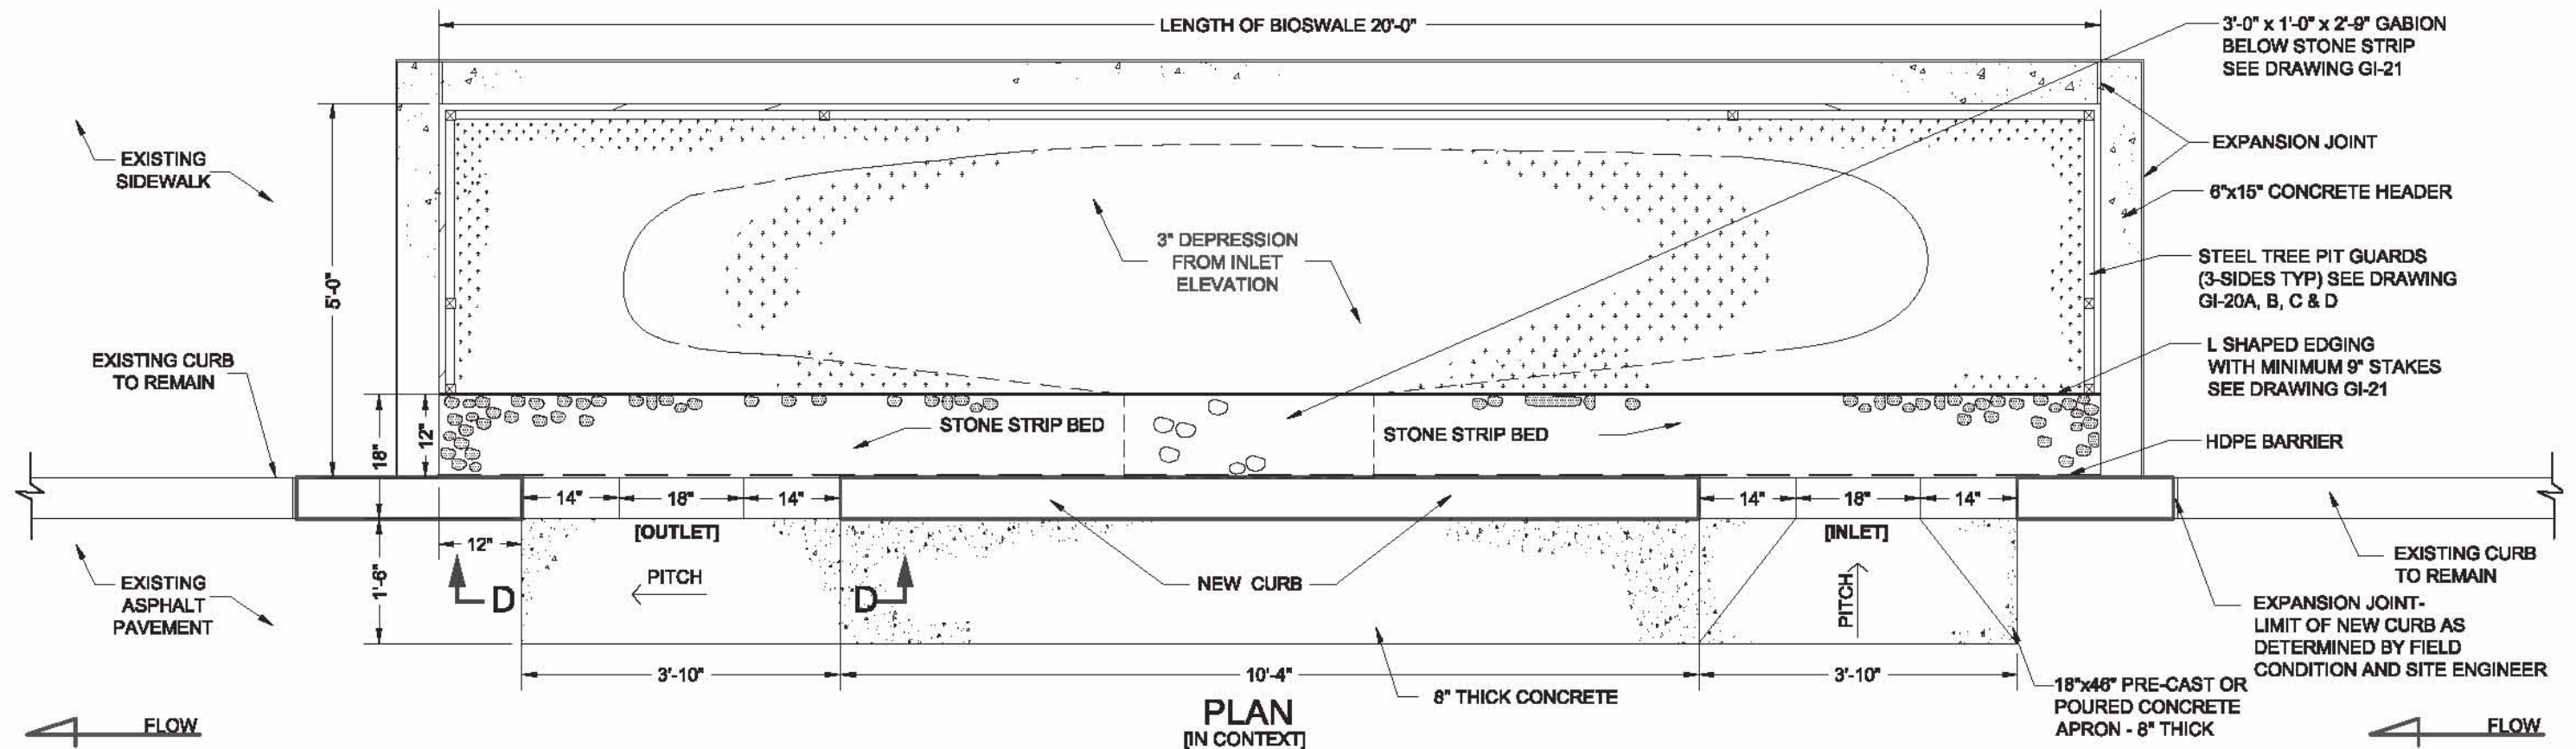 LENGTH OF BIOSWALE 20'-0"
3'-0" x 1'-0" x 2'-9" GABION
BELOW STONE STRIP
SEE DRAWING GI-21
EXISTING
SIDEWALK
EXPANSION JOINT
6"x15" CONCRETE HEADER
3" DEPRESSION
FROM INLET
ELEVATION
STEEL TREE PIT GUARDS
(3-SIDES TYP) SEE DRAWING
GI-20A, B, C & D
5'-0"
EXISTING CURB
TO REMAIN
L SHAPED EDGING
WITH MINIMUM 9" STAKES
SEE DRAWING GI-21
18"
12"
STONE STRIP BED
STONE STRIP BED
HDPE BARRIER
14"
18"
14"
14"
18"
14"
[OUTLET]
[INLET]
12"
1'-6"
EXISTING
ASPHALT
PAVEMENT
D
PITCH
D
NEW CURB
PITCH
EXISTING CURB
TO REMAIN
EXPANSION JOINT-
LIMIT OF NEW CURB AS
DETERMINED BY FIELD
CONDITION AND SITE ENGINEER
3'-10"
10'-4"
3'-10"
8" THICK CONCRETE
18"x46" PRE-CAST OR
POURED CONCRETE
APRON - 8" THICK
PLAN
[IN CONTEXT]
FLOW
FLOW